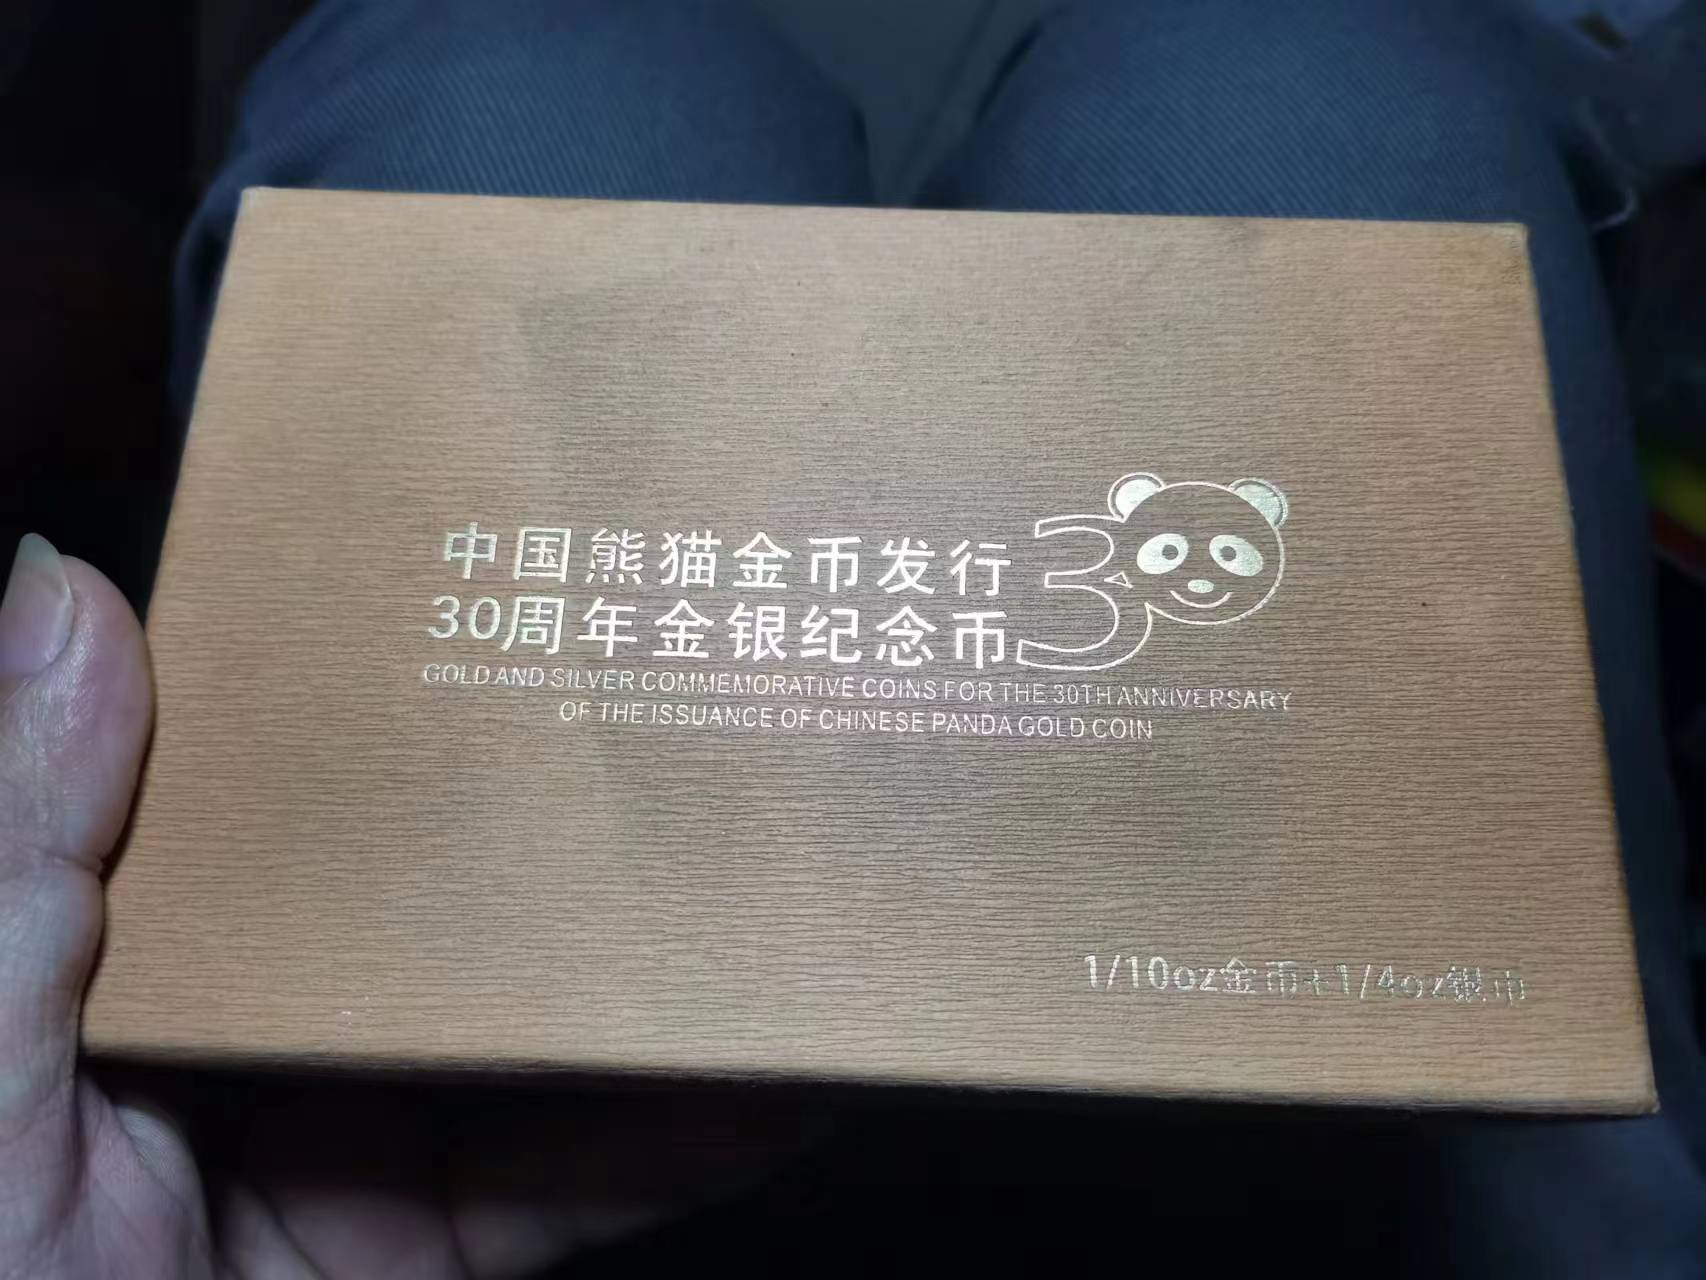 中国熊猫金币发行
30周年金银纪念币
GOLD AND SILVER COMMEMORATIVE COINS FOR THE 30TH ANNIVERSARY
OF THE ISSUANCE OF CHINESE PANDA GOLD COIN
1/10oz金币+1/4oz银币